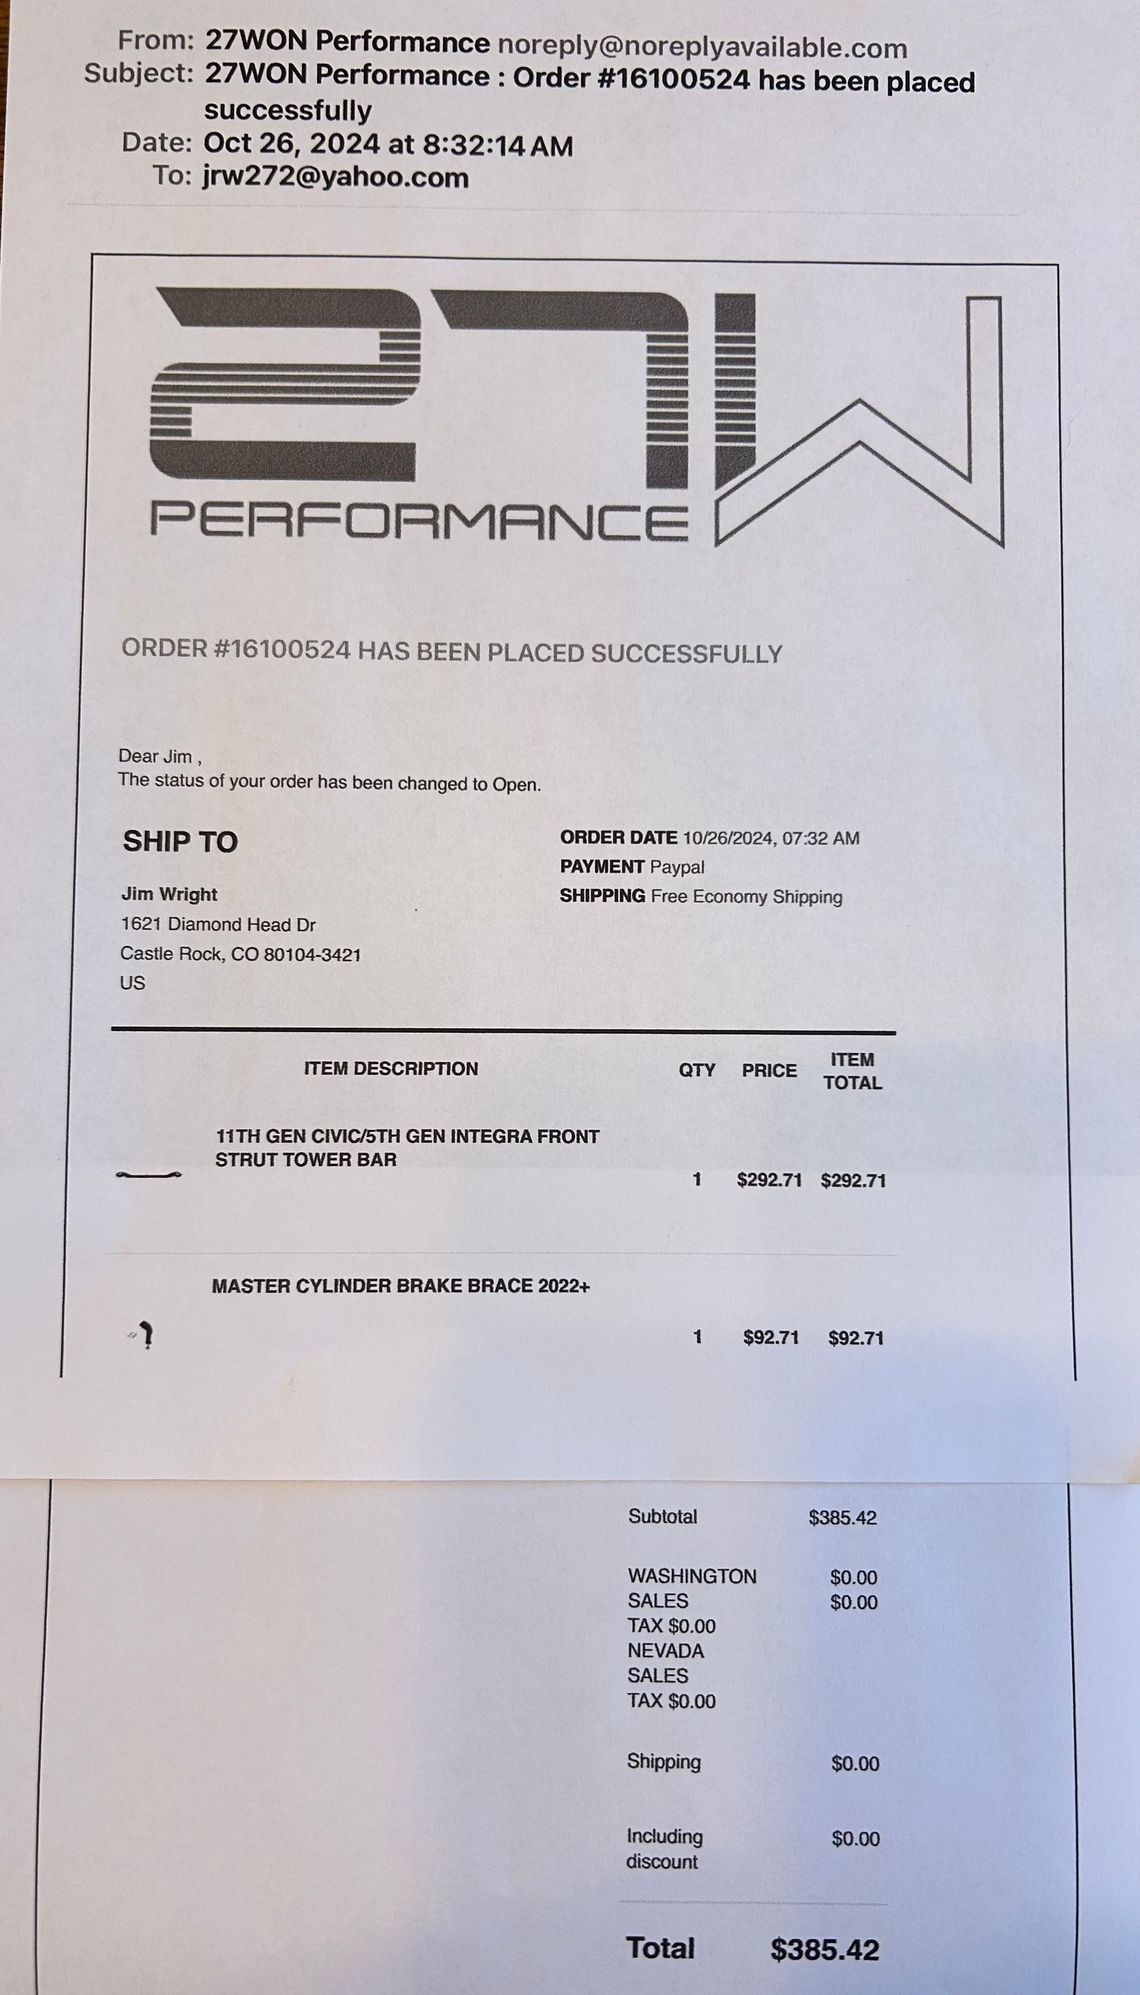 From: 27WON Performance noreply@noreplyavailable.com
Subject: 27WON Performance : Order #16100524 has been placed
successfully
Date: Oct 26, 2024 at 8:32:14 AM
To: jrw272@yahoo.com
27W
PERFORMANCE
ORDER #16100524 HAS BEEN PLACED SUCCESSFULLY
Dear Jim ,
The status of your order has been changed to Open.
SHIP TO
Jim Wright
1621 Diamond Head Dr
Castle Rock, CO 80104-3421
US
ORDER DATE 10/26/2024, 07:32 AM
PAYMENT Paypal
SHIPPING Free Economy Shipping
ITEM DESCRIPTION QTY PRICE ITEM TOTAL
11TH GEN CIVIC/5TH GEN INTEGRA FRONT
STRUT TOWER BAR
1 $292.71 $292.71
MASTER CYLINDER BRAKE BRACE 2022+
1 $92.71 $92.71
Subtotal $385.42
WASHINGTON $0.00
SALES $0.00
TAX $0.00
NEVADA
SALES
TAX $0.00
Shipping $0.00
Including $0.00
discount
Total $385.42